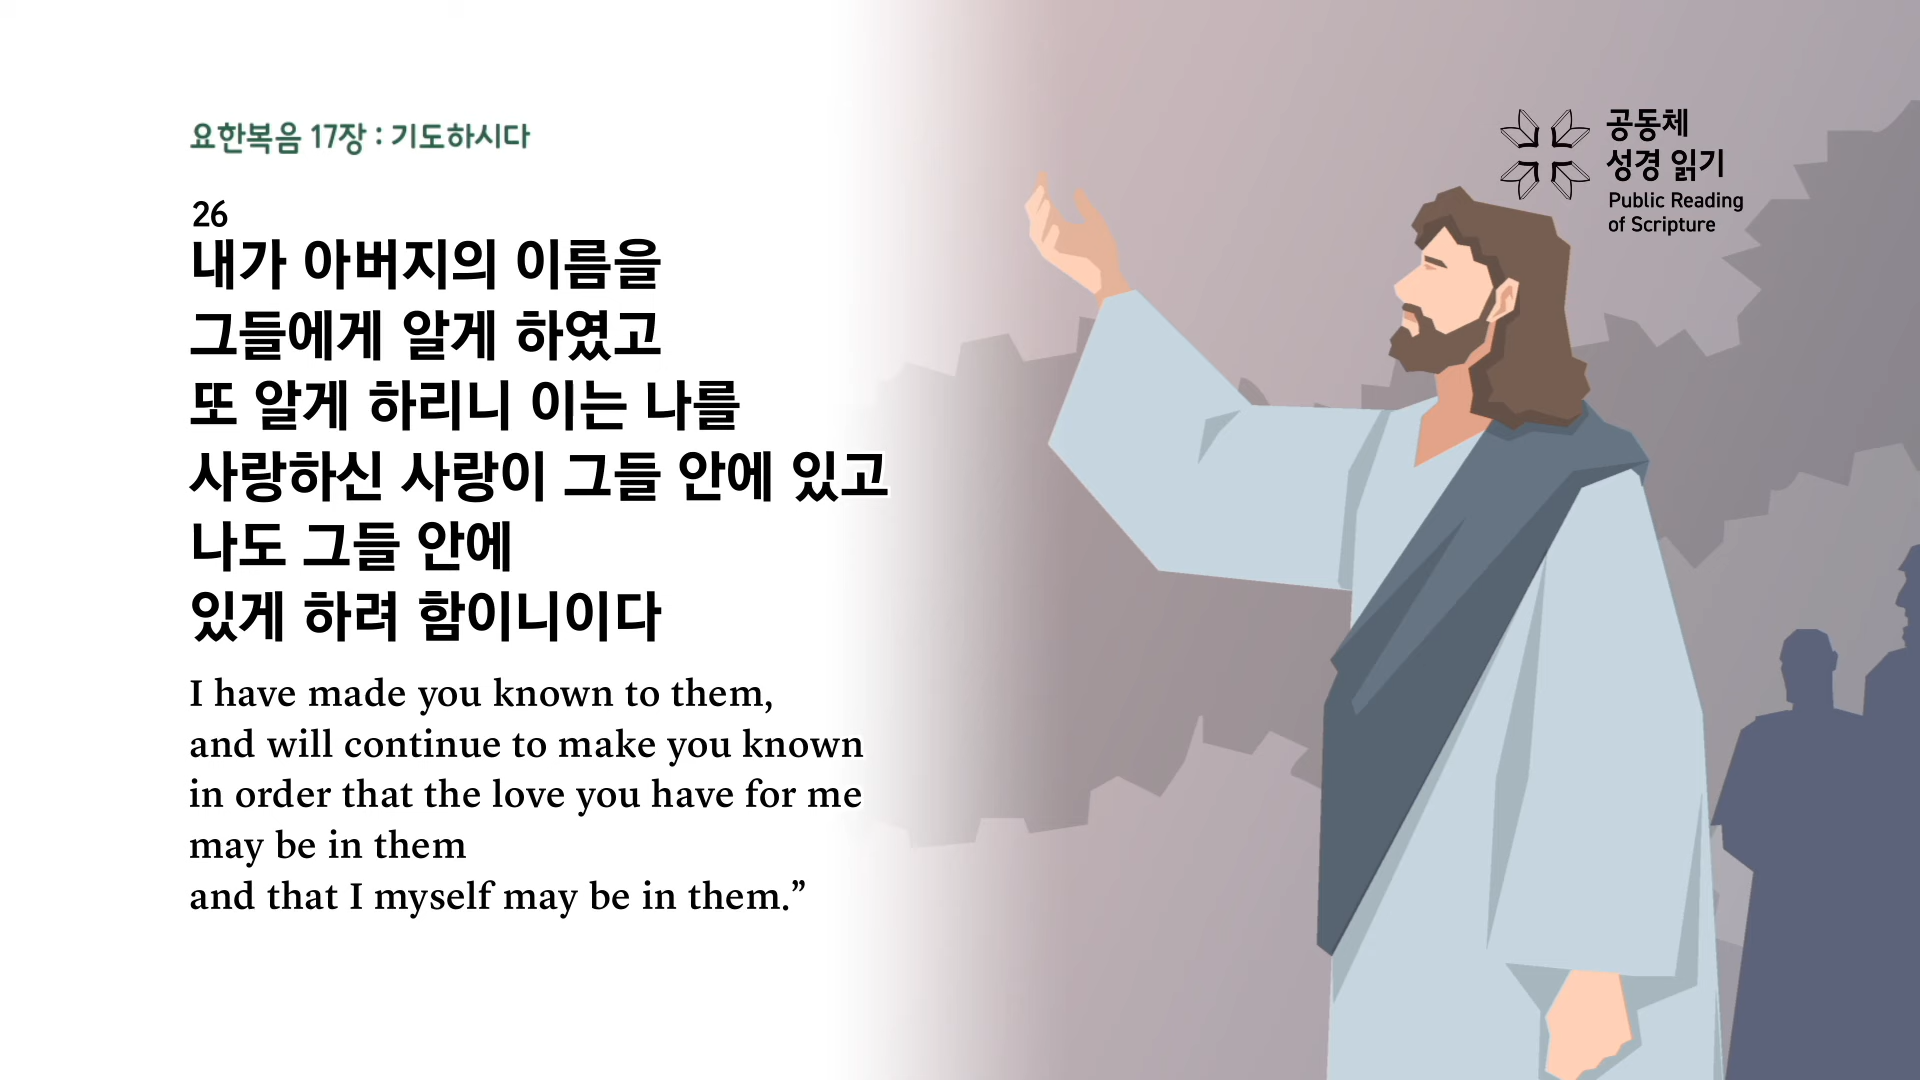 요한복음 17장 : 기도하시다
26
내가 아버지의 이름을
그들에게 알게 하였고
또 알게 하리니 이는 나를
사랑하신 사랑이 그들 안에 있고
나도 그들 안에
있게 하려 함이니이다
I have made you known to them,
and will continue to make you known
in order that the love you have for me
may be in them
and that I myself may be in them.”
공동체
성경 읽기
Public Reading
of Scripture